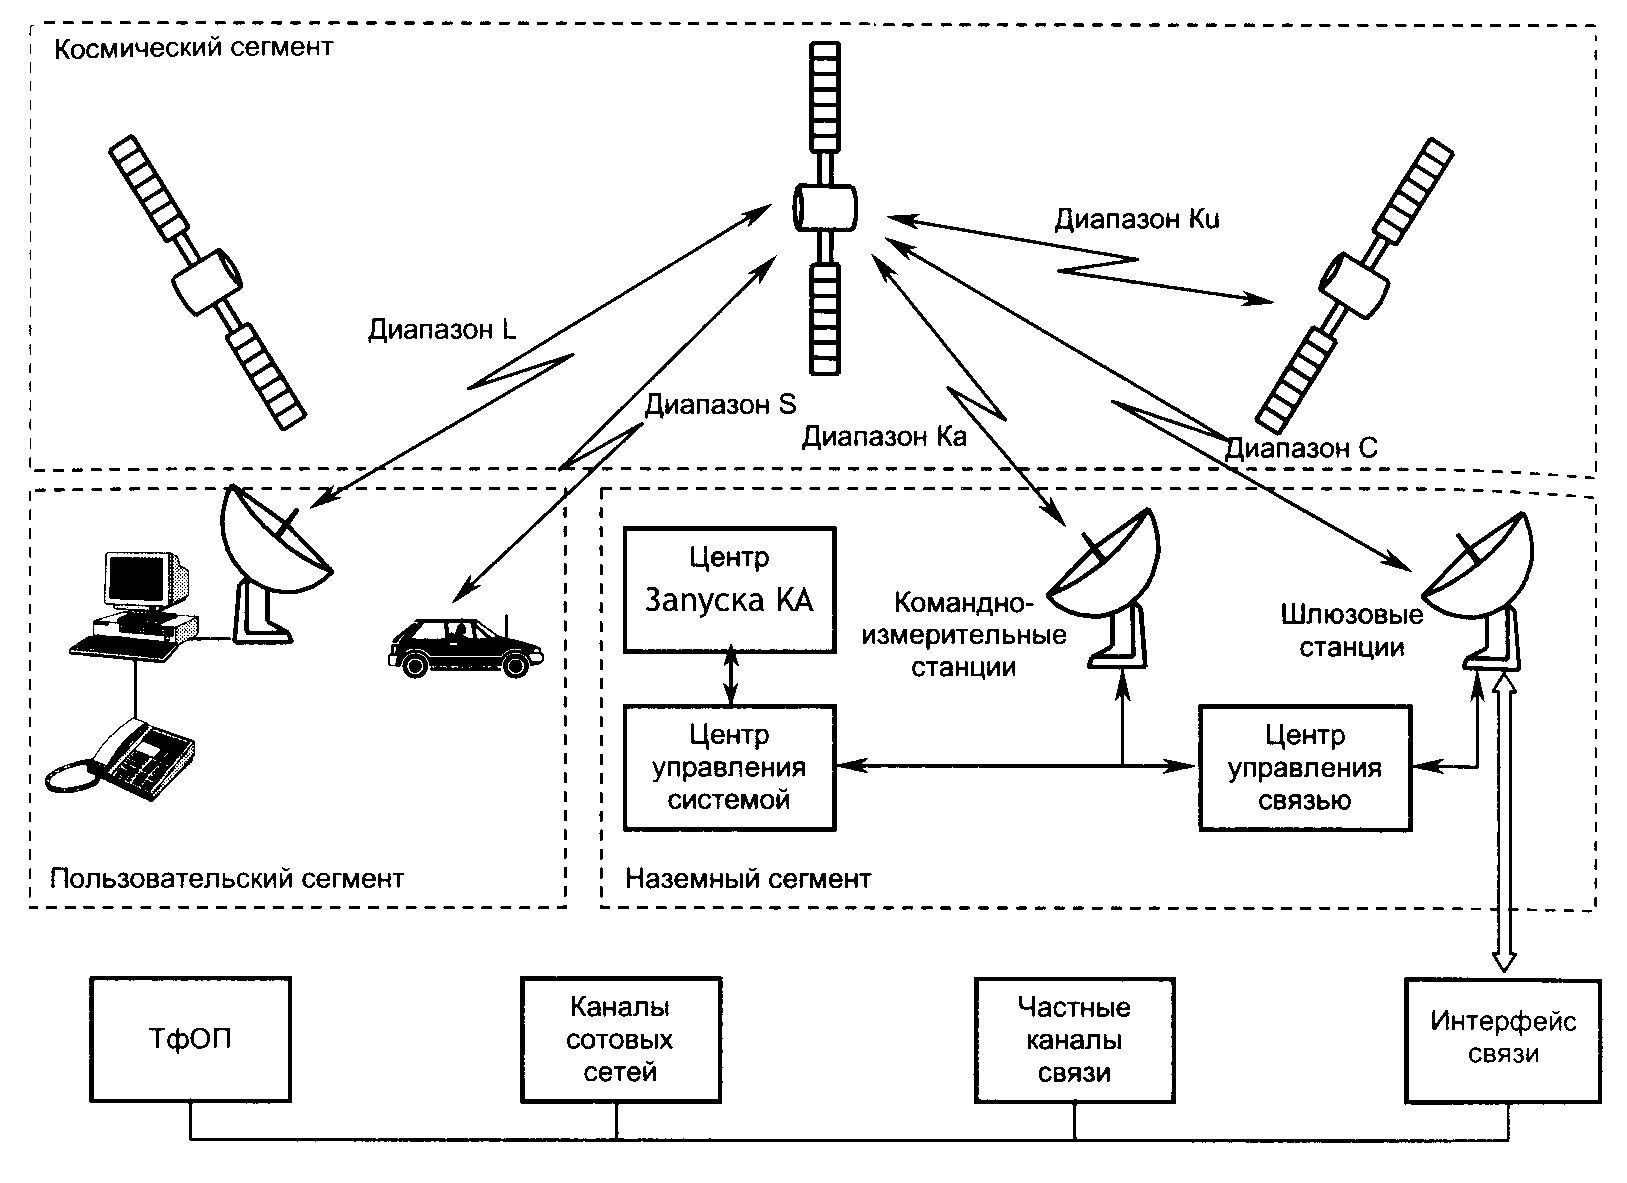 Космический сегмент
Диапазон Ku
Диапазон L
Диапазон S
Диапазон Ka
Диапазон C
Центр
Запуска КА
Командно-
измерительные
станции
Шлюзовые
станции
Центр
управления
системой
Центр
управления
связью
Пользовательский сегмент
Наземный сегмент
ТфОП
Каналы
сотовых
сетей
Частные
каналы
связи
Интерфейс
связи